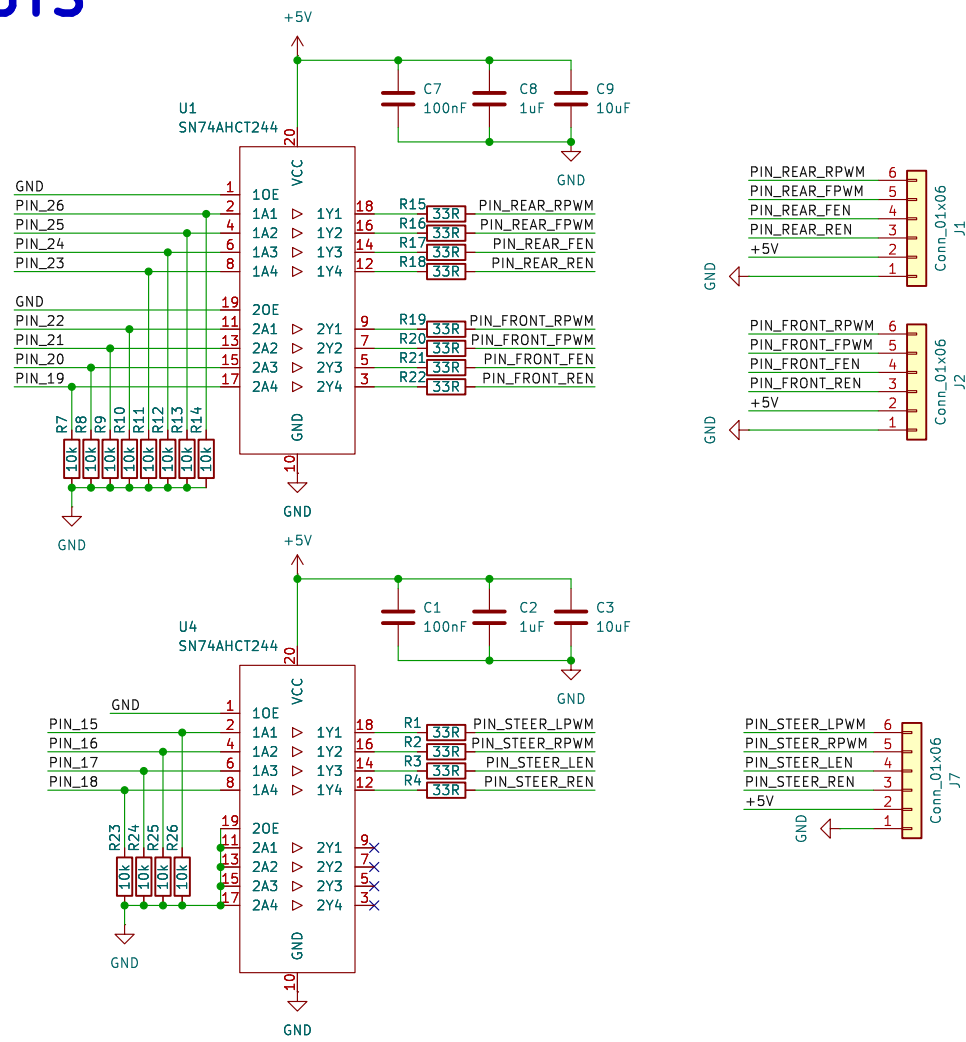 +5V
C7
100nF
C8
1uF
C9
10uF
GND
U1
SN74AHCT244
20
VCC
GND 1 1OE
PIN_26 2 1A1 1Y1 18 R15 33R PIN_REAR_RPWM
PIN_25 4 1A2 1Y2 16 R16 33R PIN_REAR_FPWM
PIN_24 6 1A3 1Y3 14 R17 33R PIN_REAR_FEN
PIN_23 8 1A4 1Y4 12 R18 33R PIN_REAR_REN
GND 19 2OE
PIN_22 11 2A1 2Y1 9 R19 33R PIN_FRONT_RPWM
PIN_21 13 2A2 2Y2 7 R20 33R PIN_FRONT_FPWM
PIN_20 15 2A3 2Y3 5 R21 33R PIN_FRONT_FEN
PIN_19 17 2A4 2Y4 3 R22 33R PIN_FRONT_REN
R7 R8 R9 R10 R11 R12 R13 R14
10k 10k 10k 10k 10k 10k 10k 10k
GND
GND
10
GND
PIN_REAR_RPWM 6
PIN_REAR_FPWM 5
PIN_REAR_FEN 4
PIN_REAR_REN 3
+5V 2
GND 1
Conn_01x06
J1
PIN_FRONT_RPWM 6
PIN_FRONT_FPWM 5
PIN_FRONT_FEN 4
PIN_FRONT_REN 3
+5V 2
GND 1
Conn_01x06
J2
+5V
C1
100nF
C2
1uF
C3
10uF
GND
U4
SN74AHCT244
20
VCC
GND 1 1OE
PIN_15 2 1A1 1Y1 18 R1 33R PIN_STEER_LPWM
PIN_16 4 1A2 1Y2 16 R2 33R PIN_STEER_RPWM
PIN_17 6 1A3 1Y3 14 R3 33R PIN_STEER_LEN
PIN_18 8 1A4 1Y4 12 R4 33R PIN_STEER_REN
19 2OE
11 2A1 2Y1 9
13 2A2 2Y2 7
15 2A3 2Y3 5
17 2A4 2Y4 3
R23 R24 R25 R26
10k 10k 10k 10k
GND
GND
10
GND
PIN_STEER_LPWM 6
PIN_STEER_RPWM 5
PIN_STEER_LEN 4
PIN_STEER_REN 3
+5V 2
GND 1
Conn_01x06
J7